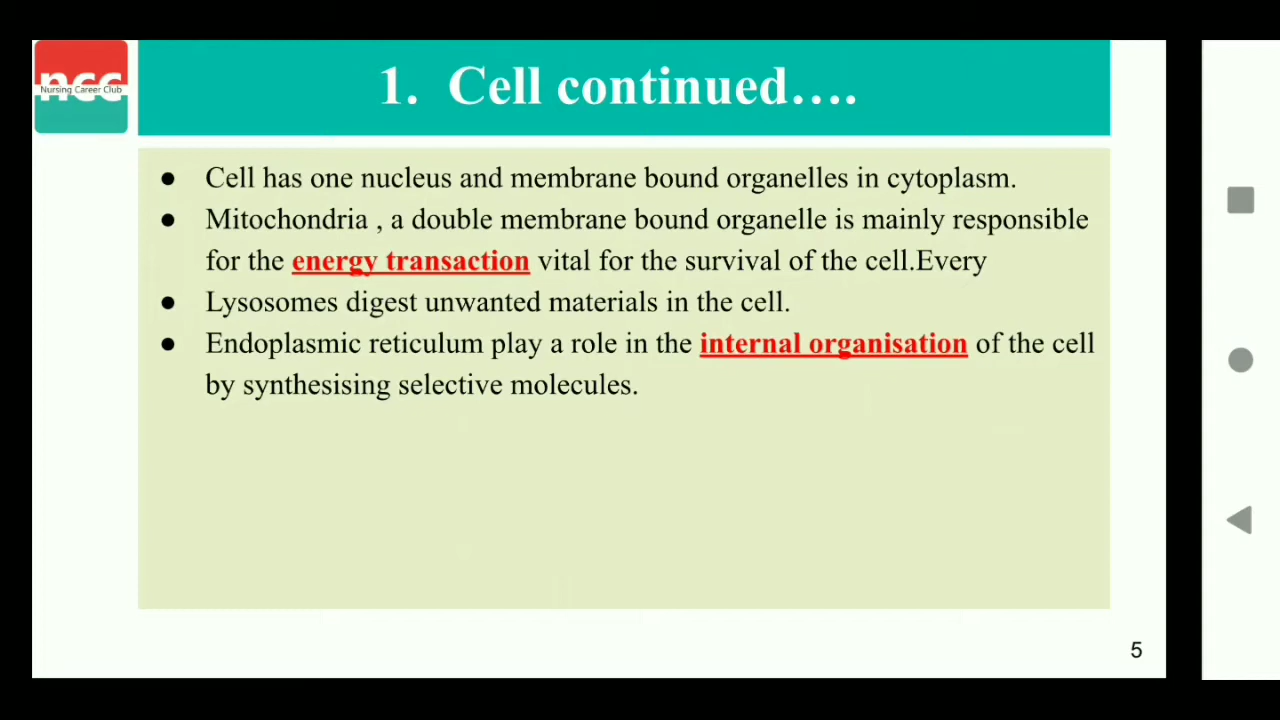 ncc
Nursing Career Club
1. Cell continued….
● Cell has one nucleus and membrane bound organelles in cytoplasm.
● Mitochondria , a double membrane bound organelle is mainly responsible
for the energy transaction vital for the survival of the cell.Every
● Lysosomes digest unwanted materials in the cell.
● Endoplasmic reticulum play a role in the internal organisation of the cell
by synthesising selective molecules.
5